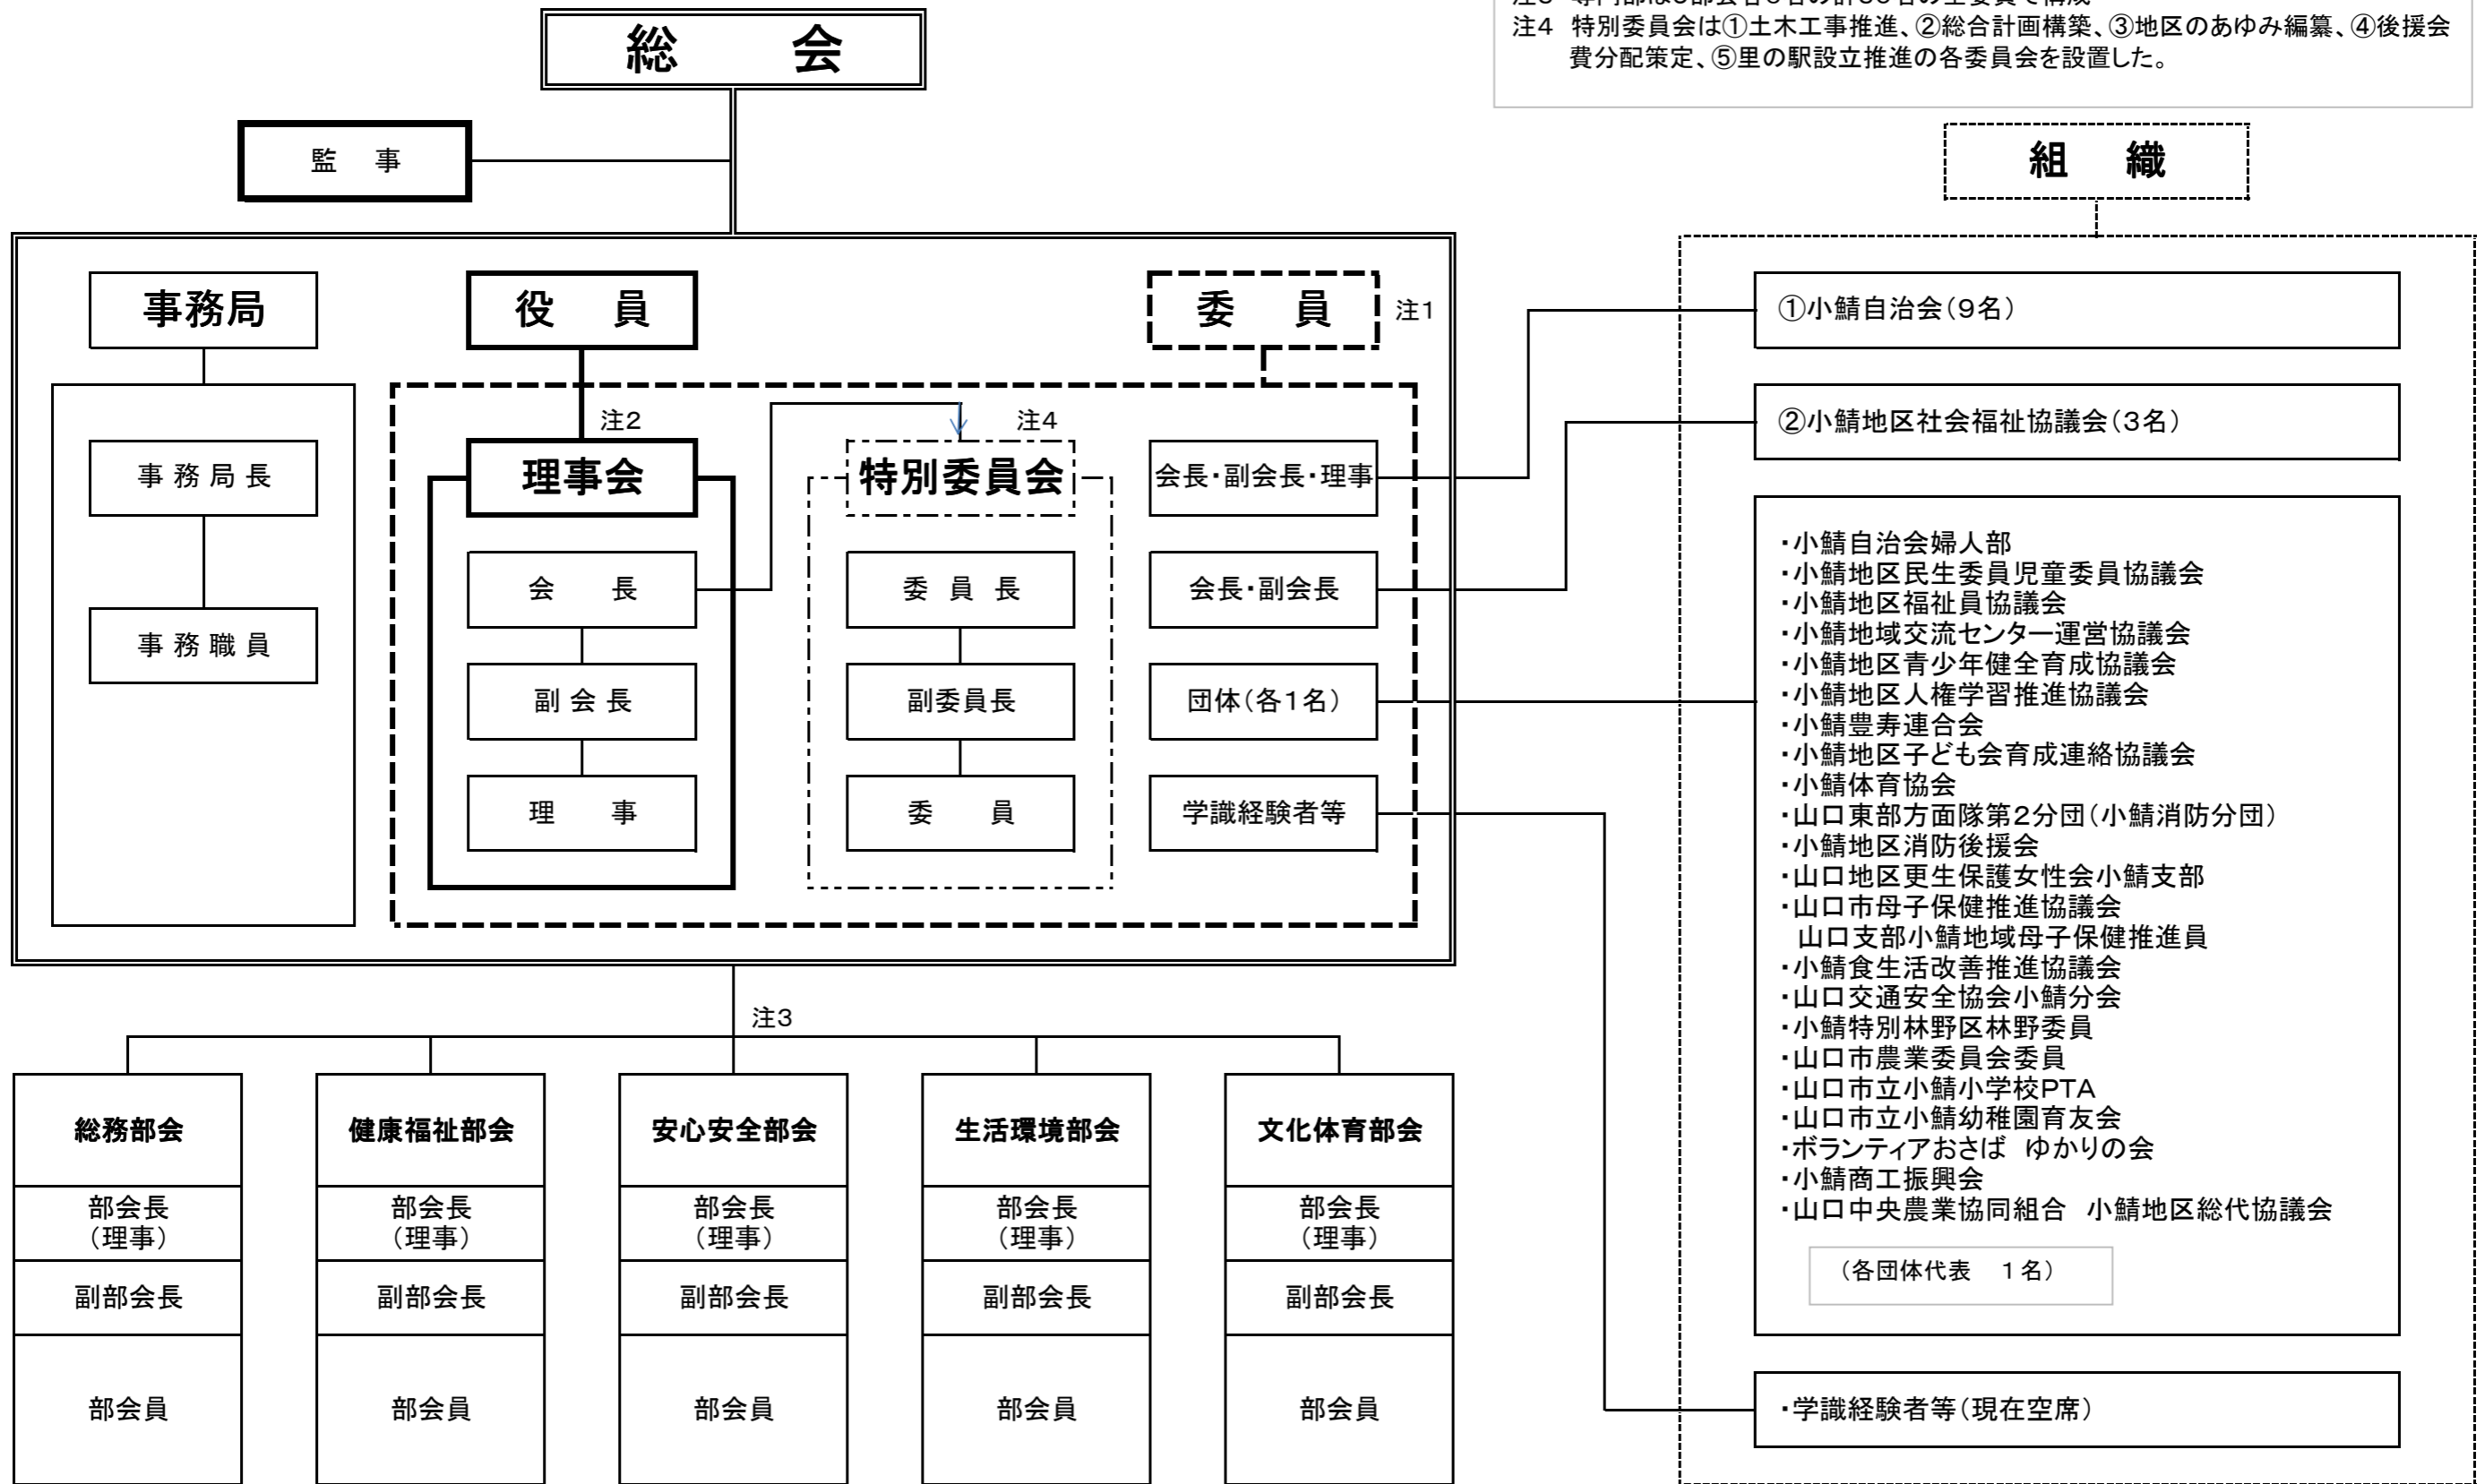 注4 特別委員会は①土木工事推進、②総合計画構築、③地区のあゆみ編纂、④後援会
費分配策定、⑤里の駅設立推進の各委員会を設置した。
総 会
監 事
組 織
事務局
事務局長
事務職員
役 員
注2
理事会
会 長
副会長
理 事
注4
特別委員会
委員長
副委員長
委 員
委 員
注1
会長・副会長・理事
会長・副会長
団体(各1名)
学識経験者等
①小鯖自治会(9名)
②小鯖地区社会福祉協議会(3名)
・小鯖自治会婦人部
・小鯖地区民生委員児童委員協議会
・小鯖地区福祉員協議会
・小鯖地域交流センター運営協議会
・小鯖地区青少年健全育成協議会
・小鯖地区人権学習推進協議会
・小鯖豊寿連合会
・小鯖地区子ども会育成連絡協議会
・小鯖体育協会
・山口東部方面隊第2分団(小鯖消防分団)
・小鯖地区消防後援会
・山口地区更生保護女性会小鯖支部
・山口市母子保健推進協議会
山口支部小鯖地域母子保健推進員
・小鯖食生活改善推進協議会
・山口交通安全協会小鯖分会
・小鯖特別林野区林野委員
・山口市農業委員会委員
・山口市立小鯖小学校PTA
・山口市立小鯖幼稚園育友会
・ボランティアおさば ゆかりの会
・小鯖商工振興会
・山口中央農業協同組合 小鯖地区総代協議会
(各団体代表 1名)
・学識経験者等(現在空席)
注3
総務部会
部会長
(理事)
副部会長
部会員
健康福祉部会
部会長
(理事)
副部会長
部会員
安心安全部会
部会長
(理事)
副部会長
部会員
生活環境部会
部会長
(理事)
副部会長
部会員
文化体育部会
部会長
(理事)
副部会長
部会員